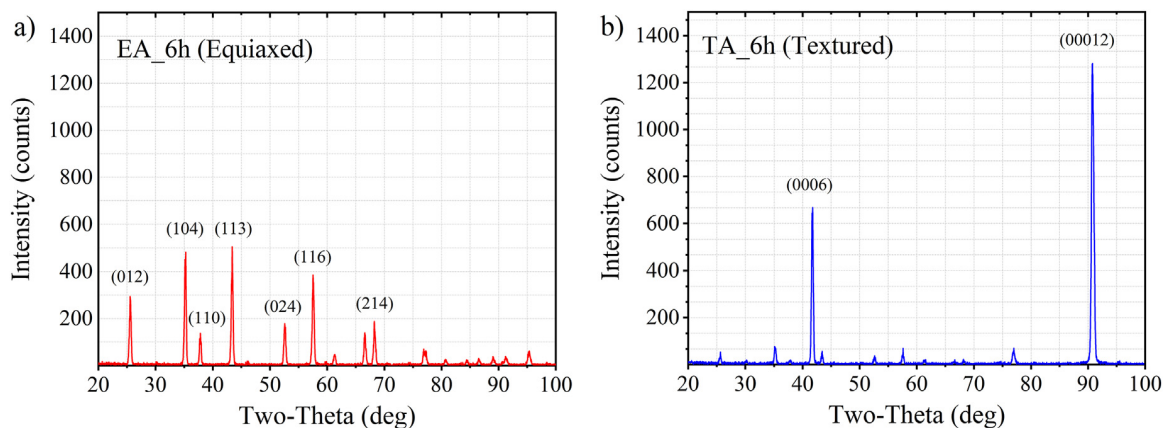 a)
EA_6h (Equiaxed)
1400
1200
1000
800
600
400
200
Intensity (counts)
(012)
(104)
(110)
(113)
(024)
(116)
(214)
20 30 40 50 60 70 80 90 100
Two-Theta (deg)
b)
TA_6h (Textured)
1400
1200
1000
800
600
400
200
Intensity (counts)
(0006)
(00012)
20 30 40 50 60 70 80 90 100
Two-Theta (deg)